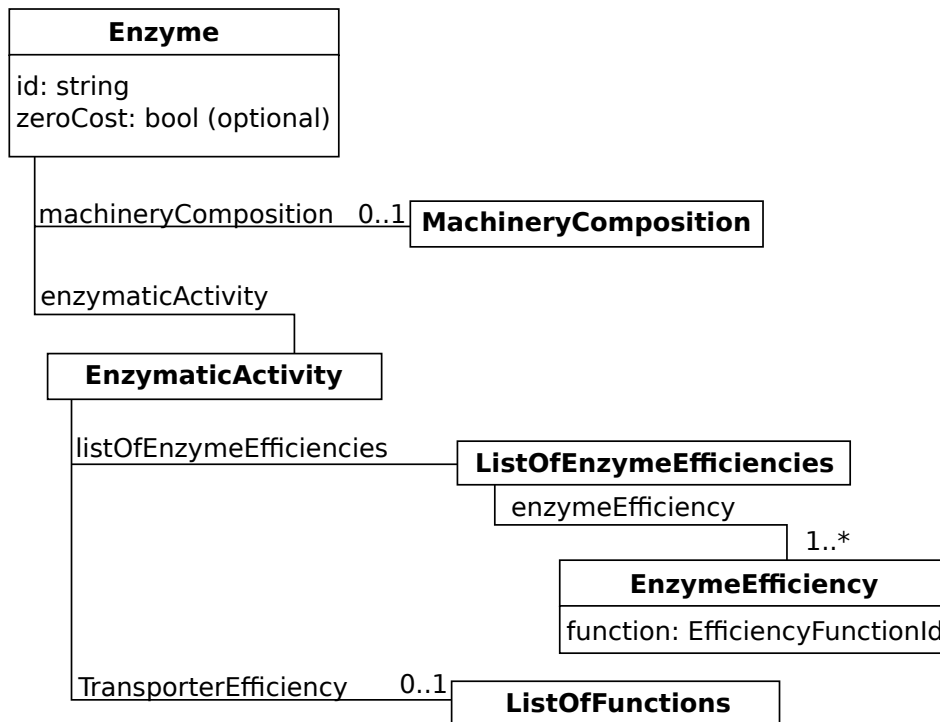 Enzyme
id: string
zeroCost: bool (optional)
machineryComposition 0..1
MachineryComposition
enzymaticActivity
EnzymaticActivity
listOfEnzymeEfficiencies
ListOfEnzymeEfficiencies
enzymeEfficiency
1..*
EnzymeEfficiency
function: EfficiencyFunctionId
TransporterEfficiency 0..1
ListOfFunctions